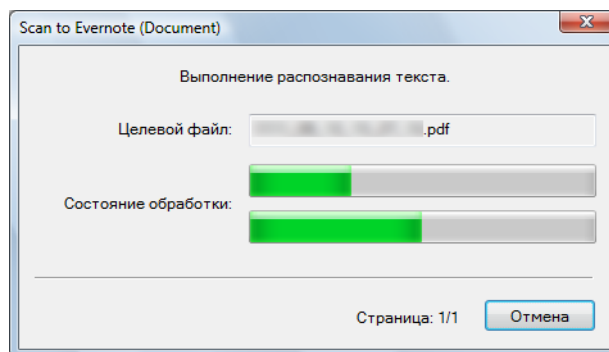 Scan to Evernote (Document)
Выполнение распознавания текста.
Целевой файл: .pdf
Состояние обработки:
Страница: 1/1
Отмена